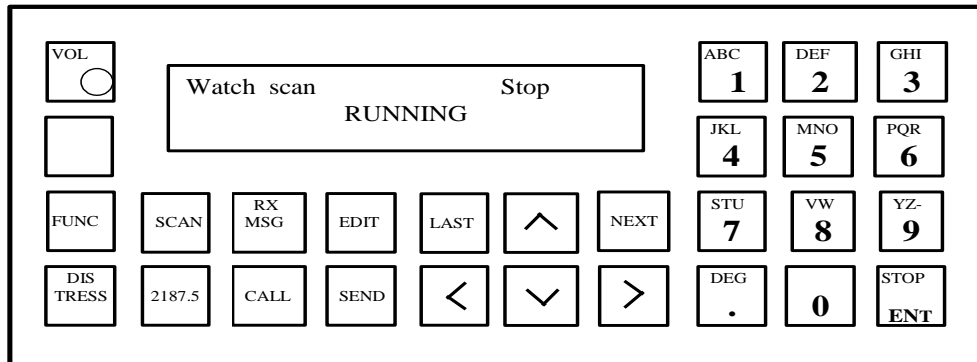 VOL
Watch scan Stop
RUNNING
ABC
1
DEF
2
GHI
3
JKL
4
MNO
5
PQR
6
FUNC
SCAN
RX
MSG
EDIT
LAST
NEXT
STU
7
VW
8
YZ-
9
DIS
TRESS
2187.5
CALL
SEND
DEG
.
0
STOP
ENT